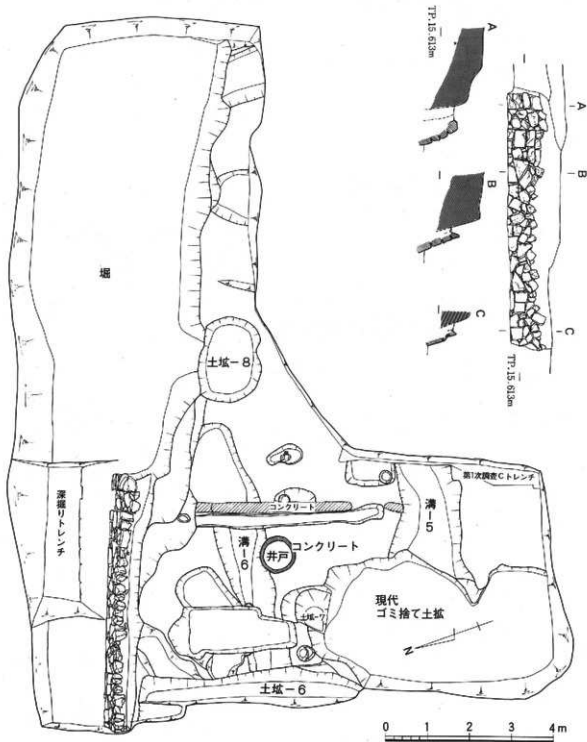 A
TP.15.613m
B
C
A
B
C
TP.15.613m
堀
土坑-8
深掘りトレンチ
コンクリート
第1次調査Cトレンチ
溝-5
溝-6
井戸
コンクリート
現代
ゴミ捨て土拡
土坑-7
土坑-6
N
0 1 2 3 4m